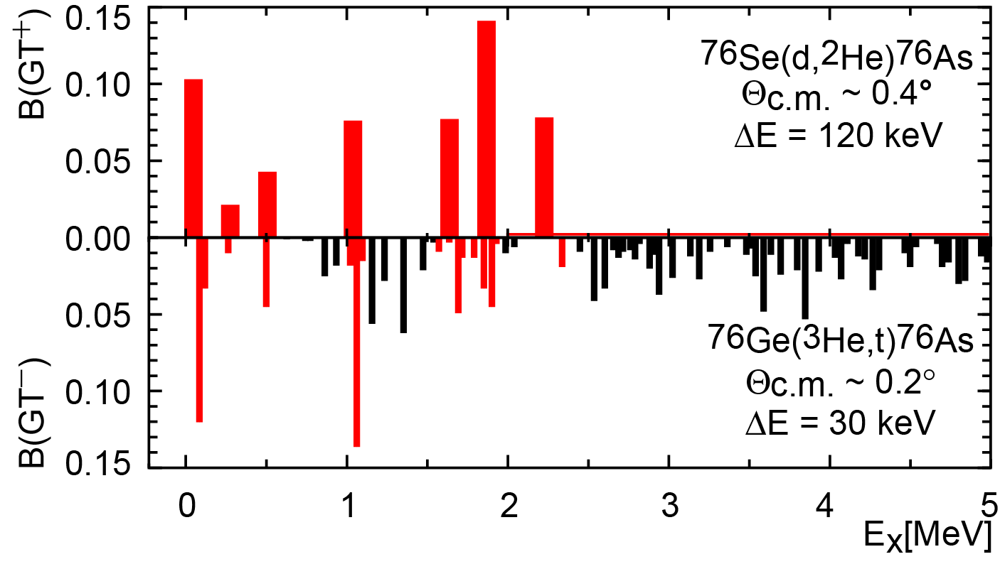 B(GT+)
0.15
0.10
0.05
0.00
0.05
0.10
0.15
B(GT−)
76Se(d,2He)76As
Θc.m. ~ 0.4°
ΔE = 120 keV
76Ge(3He,t)76As
Θc.m. ~ 0.2°
ΔE = 30 keV
0 1 2 3 4 5
Ex[MeV]